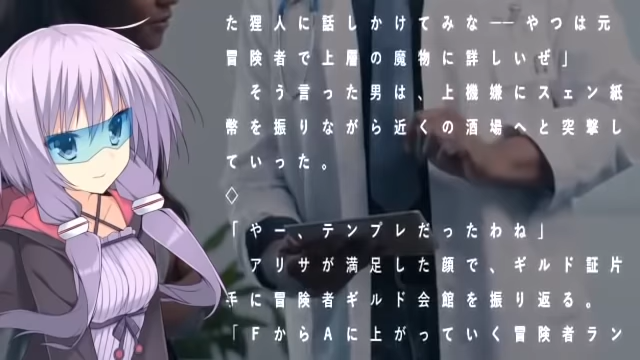 た狸人に話しかけてみな──やつは元
冒険者で上層の魔物に詳しいぜ」
　そう言った男は、上機嫌にスェン紙
幣を振りながら近くの酒場へと突撃し
ていった。
◇
「やー、テンプレだったわね」
　アリサが満足した顔で、ギルド証片
手に冒険者ギルド会館を振り返る。
「FからAに上がっていく冒険者ラン